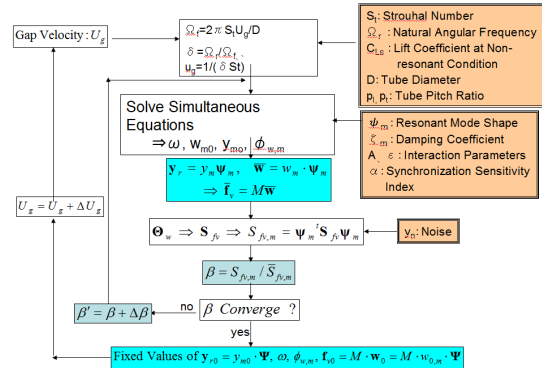 Gap Velocity : U_g
Ω_f=2π S_t U_g/D
δ=Ω_r/Ω_f、
u_g=1/(δ St)
S_t: Strouhal Number
Ω_r : Natural Angular Frequency
C_Ls : Lift Coefficient at Non-
resonant Condition
D: Tube Diameter
p_l, p_t: Tube Pitch Ratio
Solve Simultaneous
Equations
⇒ω, w_m0, y_mo, ϕ_w,m
ψ_m : Resonant Mode Shape
ζ_m : Damping Coefficient
A、ε : Interaction Parameters
α : Synchronization Sensitivity
Index
y_r = y_m ψ_m ,  w̅ = w_m · ψ_m
⇒ f̅_v = M w̅
U_g = U_g + ΔU_g
Θ_w ⇒ S_fv ⇒ S_fv,m = ψ_m^t S_fv ψ_m
y_n: Noise
β = S_fv,m / S̅_fv,m
β′ = β + Δβ
no
β Converge ?
yes
Fixed Values of y_r0 = y_m0 · Ψ, ω, ϕ_w,m, f_v0 = M · w_0 = M · w_0,m · Ψ